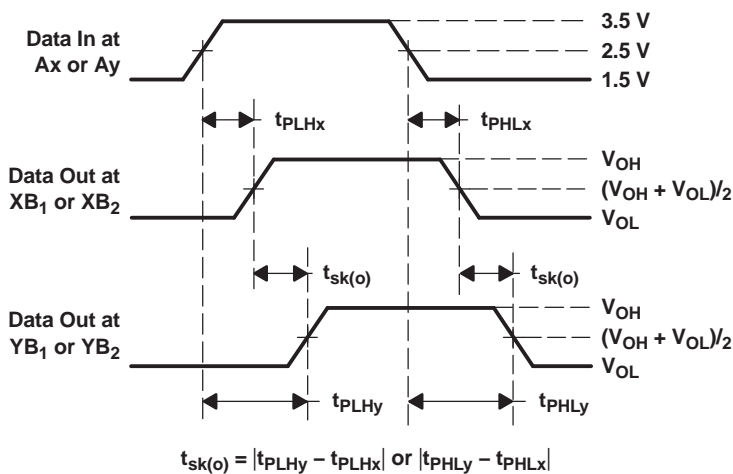 Data In at
Ax or Ay
3.5 V
2.5 V
1.5 V
tPLHx
tPHLx
Data Out at
XB1 or XB2
VOH
(VOH + VOL)/2
VOL
tsk(o)
tsk(o)
Data Out at
YB1 or YB2
VOH
(VOH + VOL)/2
VOL
tPLHy
tPHLy
tsk(o) = |tPLHy – tPLHx| or |tPHLy – tPHLx|